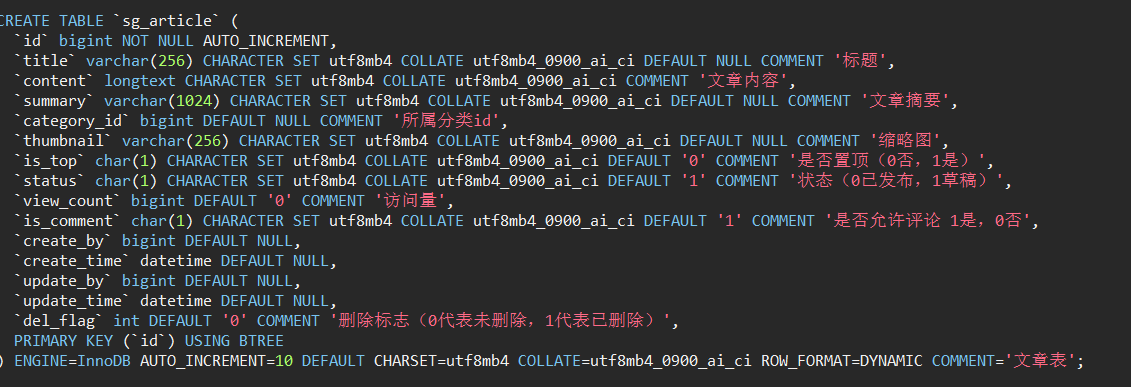 CREATE TABLE `sg_article` (
`id` bigint NOT NULL AUTO_INCREMENT,
`title` varchar(256) CHARACTER SET utf8mb4 COLLATE utf8mb4_0900_ai_ci DEFAULT NULL COMMENT '标题',
`content` longtext CHARACTER SET utf8mb4 COLLATE utf8mb4_0900_ai_ci COMMENT '文章内容',
`summary` varchar(1024) CHARACTER SET utf8mb4 COLLATE utf8mb4_0900_ai_ci DEFAULT NULL COMMENT '文章摘要',
`category_id` bigint DEFAULT NULL COMMENT '所属分类id',
`thumbnail` varchar(256) CHARACTER SET utf8mb4 COLLATE utf8mb4_0900_ai_ci DEFAULT NULL COMMENT '缩略图',
`is_top` char(1) CHARACTER SET utf8mb4 COLLATE utf8mb4_0900_ai_ci DEFAULT '0' COMMENT '是否置顶（0否，1是）',
`status` char(1) CHARACTER SET utf8mb4 COLLATE utf8mb4_0900_ai_ci DEFAULT '1' COMMENT '状态（0已发布，1草稿）',
`view_count` bigint DEFAULT '0' COMMENT '访问量',
`is_comment` char(1) CHARACTER SET utf8mb4 COLLATE utf8mb4_0900_ai_ci DEFAULT '1' COMMENT '是否允许评论 1是，0否',
`create_by` bigint DEFAULT NULL,
`create_time` datetime DEFAULT NULL,
`update_by` bigint DEFAULT NULL,
`update_time` datetime DEFAULT NULL,
`del_flag` int DEFAULT '0' COMMENT '删除标志（0代表未删除，1代表已删除）',
PRIMARY KEY (`id`) USING BTREE
) ENGINE=InnoDB AUTO_INCREMENT=10 DEFAULT CHARSET=utf8mb4 COLLATE=utf8mb4_0900_ai_ci ROW_FORMAT=DYNAMIC COMMENT='文章表';